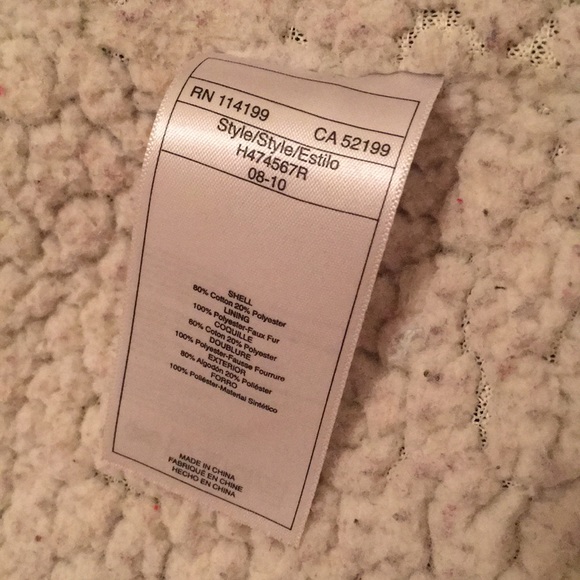 RN 114199 CA 52199
Style/Style/Estilo
H474567R
08-10
SHELL
80% Cotton 20% Polyester
LINING
100% Polyester-Faux Fur
COQUILLE
60% Coton 20% Polyester
DOUBLURE
100% Polyester-Fausse Fourrure
EXTERIOR
80% Algodón 20% Poliéster
FORRO
100% Poliéster-Material Sintético
MADE IN CHINA
FABRIQUÉ EN CHINE
HECHO EN CHINA